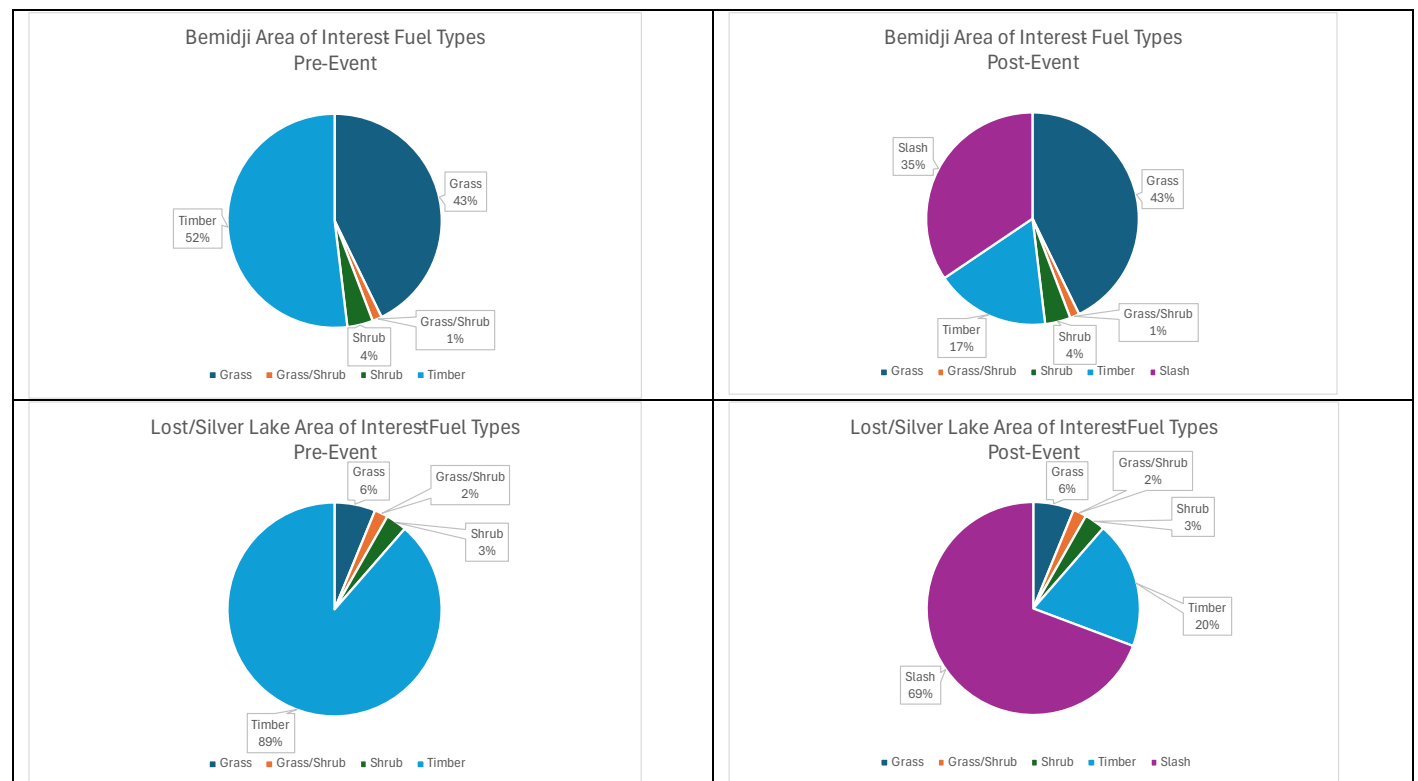 Bemidji Area of Interest Fuel Types
Pre-Event
Grass
43%
Timber
52%
Grass/Shrub
1%
Shrub
4%
Grass Grass/Shrub Shrub Timber
Bemidji Area of Interest Fuel Types
Post-Event
Slash
35%
Grass
43%
Grass/Shrub
1%
Timber
17%
Shrub
4%
Grass Grass/Shrub Shrub Timber Slash
Lost/Silver Lake Area of InterestFuel Types
Pre-Event
Grass
6%
Grass/Shrub
2%
Shrub
3%
Timber
89%
Grass Grass/Shrub Shrub Timber
Lost/Silver Lake Area of InterestFuel Types
Post-Event
Grass
6%
Grass/Shrub
2%
Shrub
3%
Timber
20%
Slash
69%
Grass Grass/Shrub Shrub Timber Slash